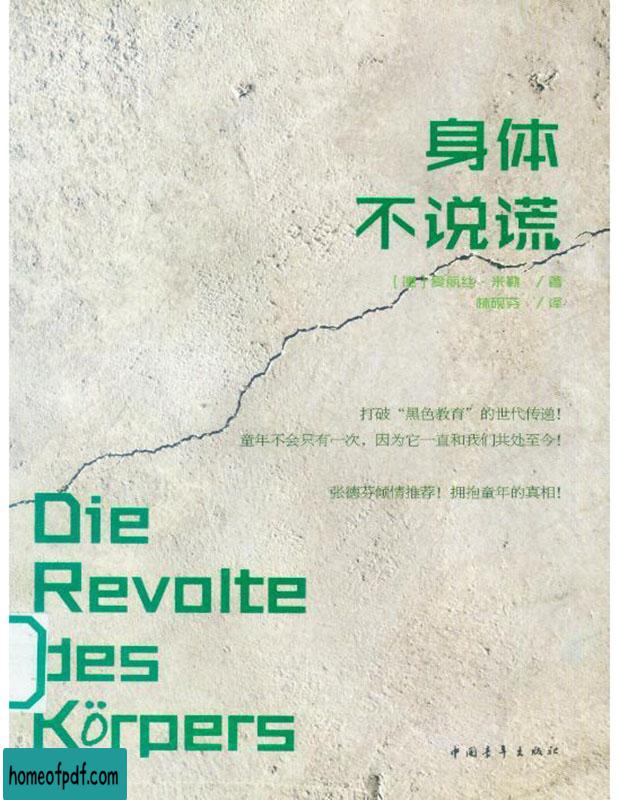 身体
不说谎
〔德〕爱丽丝·米勒 / 著
林砚芬 / 译
打破“黑色教育”的世代传递！
童年不会只有一次，因为它一直和我们共处至今！
张德芬倾情推荐！拥抱童年的真相！
Die
Revolte
des
Körpers
中国青年出版社
homeofpdf.com